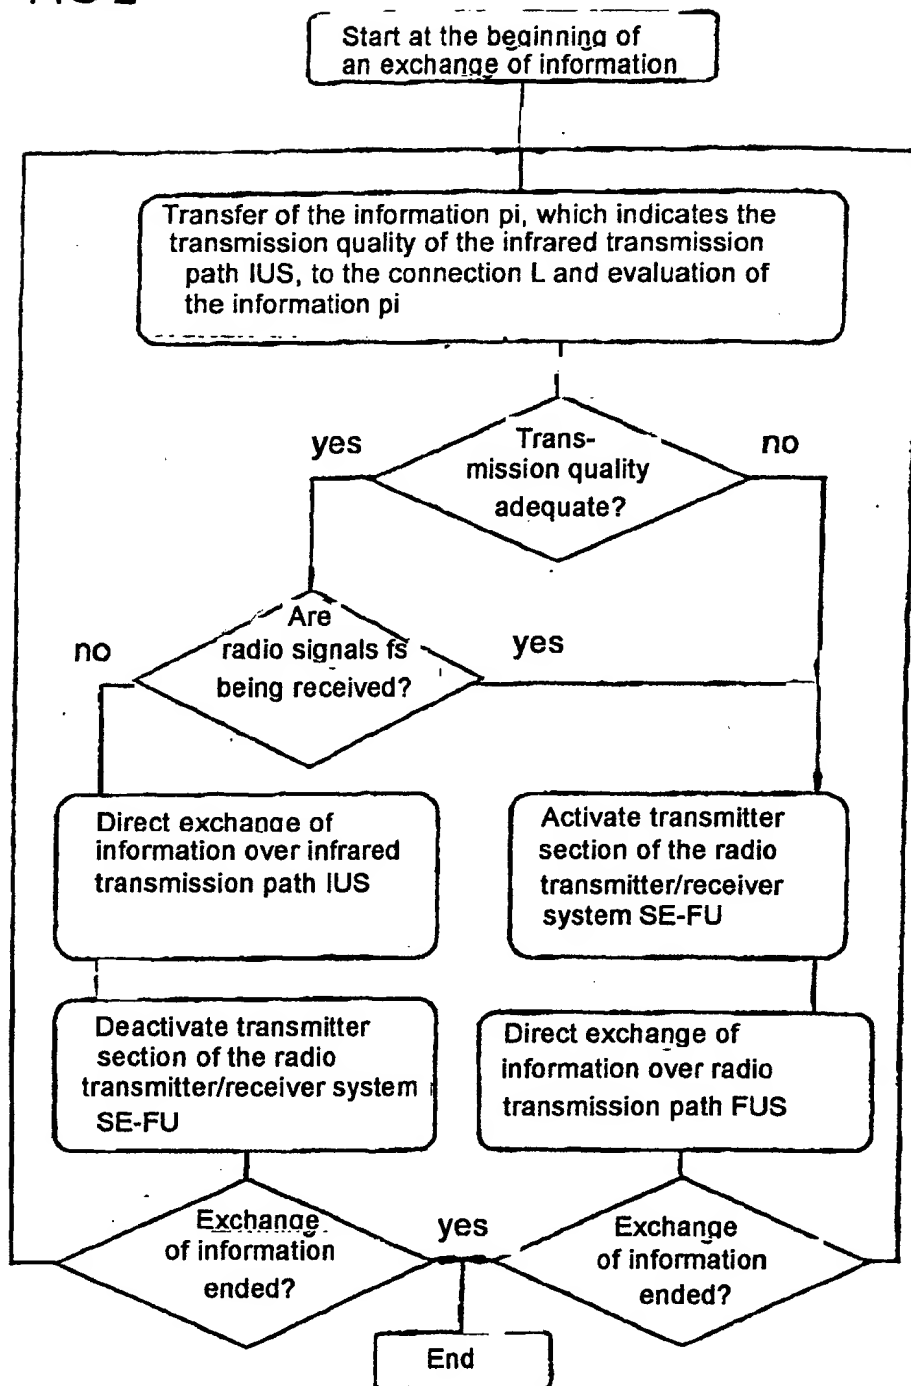 Start at the beginning of
an exchange of information
Transfer of the information pi, which indicates the
transmission quality of the infrared transmission
path IUS, to the connection L and evaluation of
the information pi
yes
Trans-
mission quality
adequate?
no
no
Are
radio signals fs
being received?
yes
Direct exchange of
information over infrared
transmission path IUS
Activate transmitter
section of the radio
transmitter/receiver
system SE-FU
Deactivate transmitter
section of the radio
transmitter/receiver system
SE-FU
Direct exchange of
information over radio
transmission path FUS
Exchange
of information
ended?
yes
Exchange
of information
ended?
End